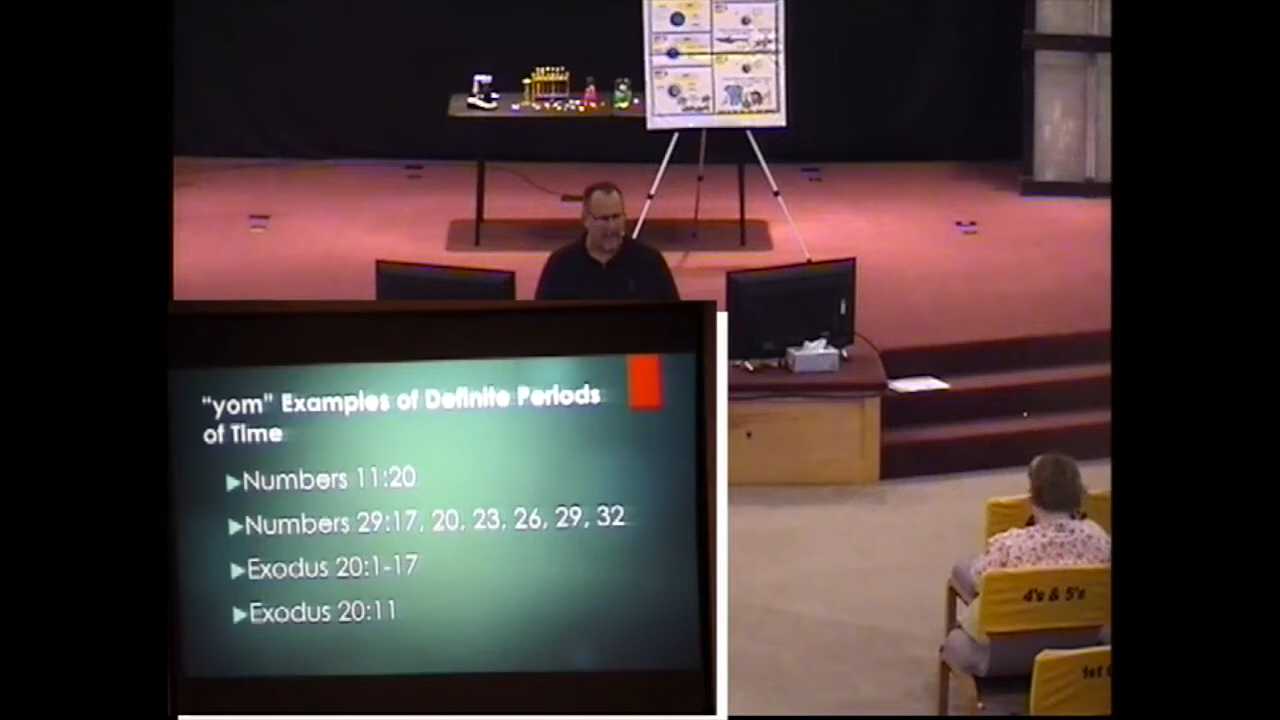 "yom" Examples of Definite Periods
of Time
▶Numbers 11:20
▶Numbers 29:17, 20, 23, 26, 29, 32
▶Exodus 20:1-17
▶Exodus 20:11
4's & 5's
1st